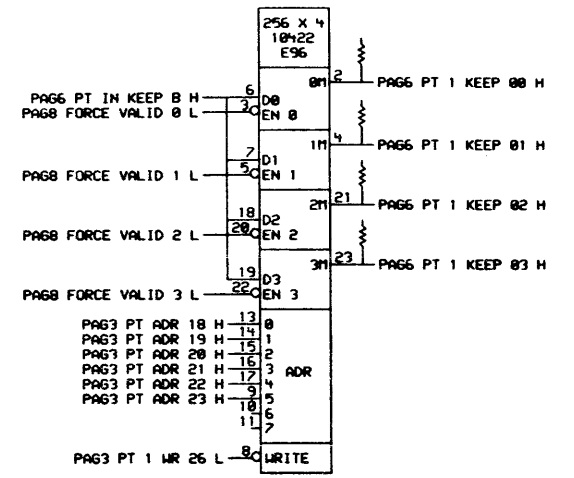 256 X 4
10422
E96
6 0M 2 PAG6 PT 1 KEEP 00 H
PAG6 PT IN KEEP B H D0
PAG8 FORCE VALID 0 L 3 EN 0
7 1M 4 PAG6 PT 1 KEEP 01 H
D1
PAG8 FORCE VALID 1 L 5 EN 1
18 2M 21 PAG6 PT 1 KEEP 02 H
D2
PAG8 FORCE VALID 2 L 20 EN 2
19 3M 23 PAG6 PT 1 KEEP 03 H
D3
PAG8 FORCE VALID 3 L 22 EN 3
PAG3 PT ADR 18 H 13 0
PAG3 PT ADR 19 H 14 1
PAG3 PT ADR 20 H 15 2
PAG3 PT ADR 21 H 16 3 ADR
PAG3 PT ADR 22 H 17 4
PAG3 PT ADR 23 H 9 5
10 6
11 7
PAG3 PT 1 WR 26 L 8 WRITE